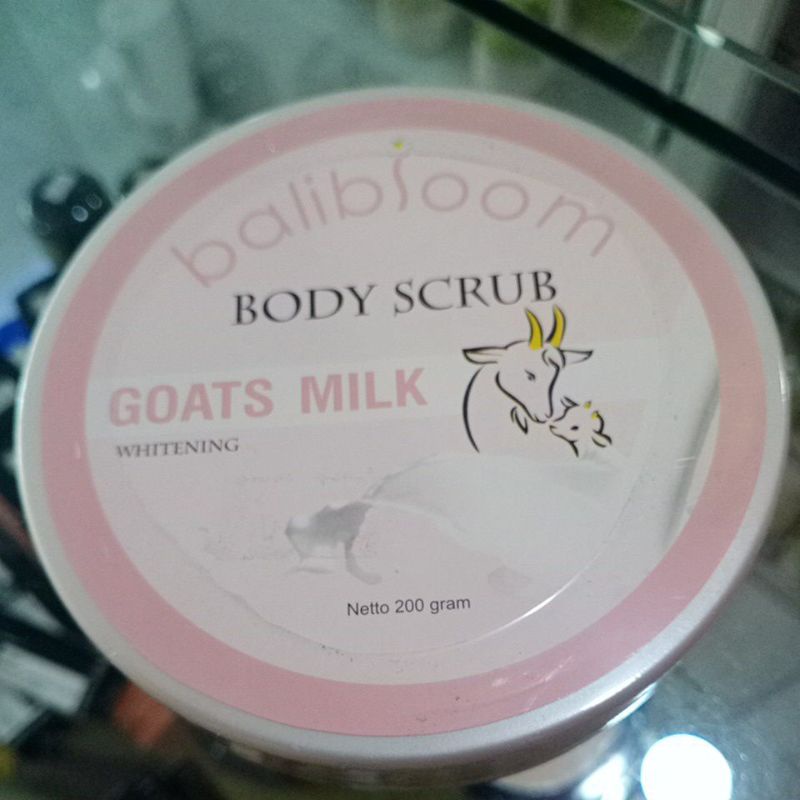 balibloom
BODY SCRUB
GOATS MILK
WHITENING
Netto 200 gram